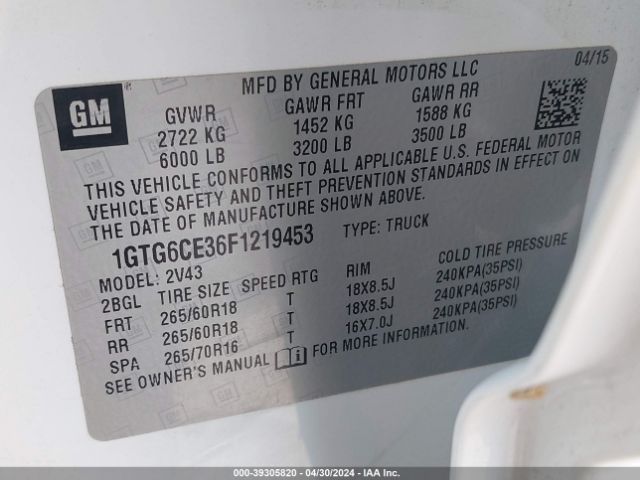 GM
MFD BY GENERAL MOTORS LLC
04/15
GVWR GAWR FRT GAWR RR
2722 KG 1452 KG 1588 KG
6000 LB 3200 LB 3500 LB
THIS VEHICLE CONFORMS TO ALL APPLICABLE U.S. FEDERAL MOTOR
VEHICLE SAFETY AND THEFT PREVENTION STANDARDS IN EFFECT ON
THE DATE OF MANUFACTURE SHOWN ABOVE.
1GTG6CE36F1219453 TYPE: TRUCK
MODEL: 2V43
2BGL TIRE SIZE SPEED RTG RIM COLD TIRE PRESSURE
FRT 265/60R18 T 18X8.5J 240KPA(35PSI)
RR 265/60R18 T 18X8.5J 240KPA(35PSI)
SPA 265/70R16 T 16X7.0J 240KPA(35PSI)
SEE OWNER'S MANUAL FOR MORE INFORMATION.
000-39305820 - 04/30/2024 - IAAI.COM